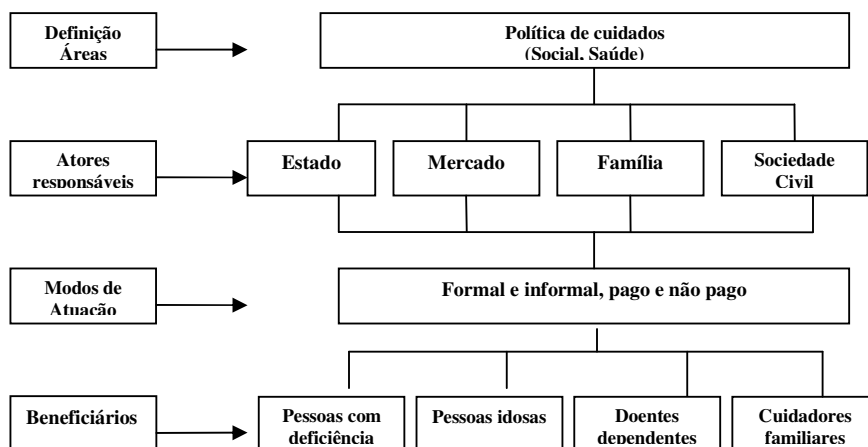 Definição
Áreas
Política de cuidados
(Social, Saúde)
Atores
responsáveis
Estado
Mercado
Família
Sociedade
Civil
Modos de
Atuação
Formal e informal, pago e não pago
Beneficiários
Pessoas com
deficiência
Pessoas idosas
Doentes
dependentes
Cuidadores
familiares